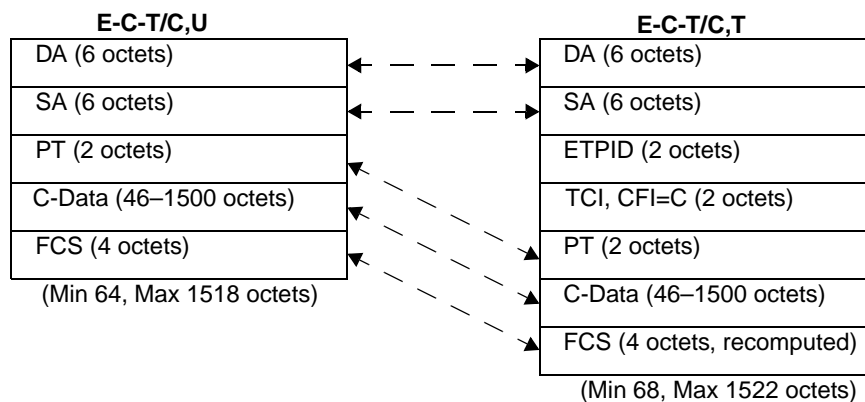 E-C-T/C,U
DA (6 octets)
SA (6 octets)
PT (2 octets)
C-Data (46–1500 octets)
FCS (4 octets)
(Min 64, Max 1518 octets)
E-C-T/C,T
DA (6 octets)
SA (6 octets)
ETPID (2 octets)
TCI, CFI=C (2 octets)
PT (2 octets)
C-Data (46–1500 octets)
FCS (4 octets, recomputed)
(Min 68, Max 1522 octets)